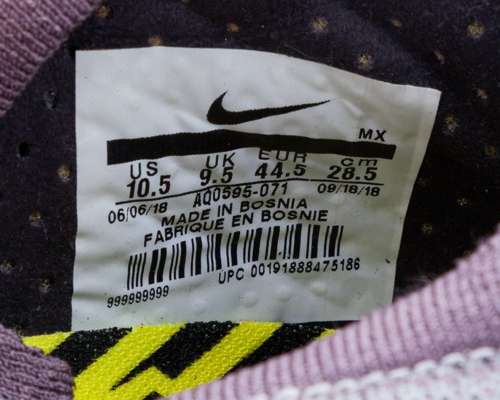 MX
US UK EUR cm
10.5 9.5 44.5 28.5
06/06/18 AQ0595-071 09/18/18
MADE IN BOSNIA
FABRIQUE EN BOSNIE
UPC 00191888475186
999999999